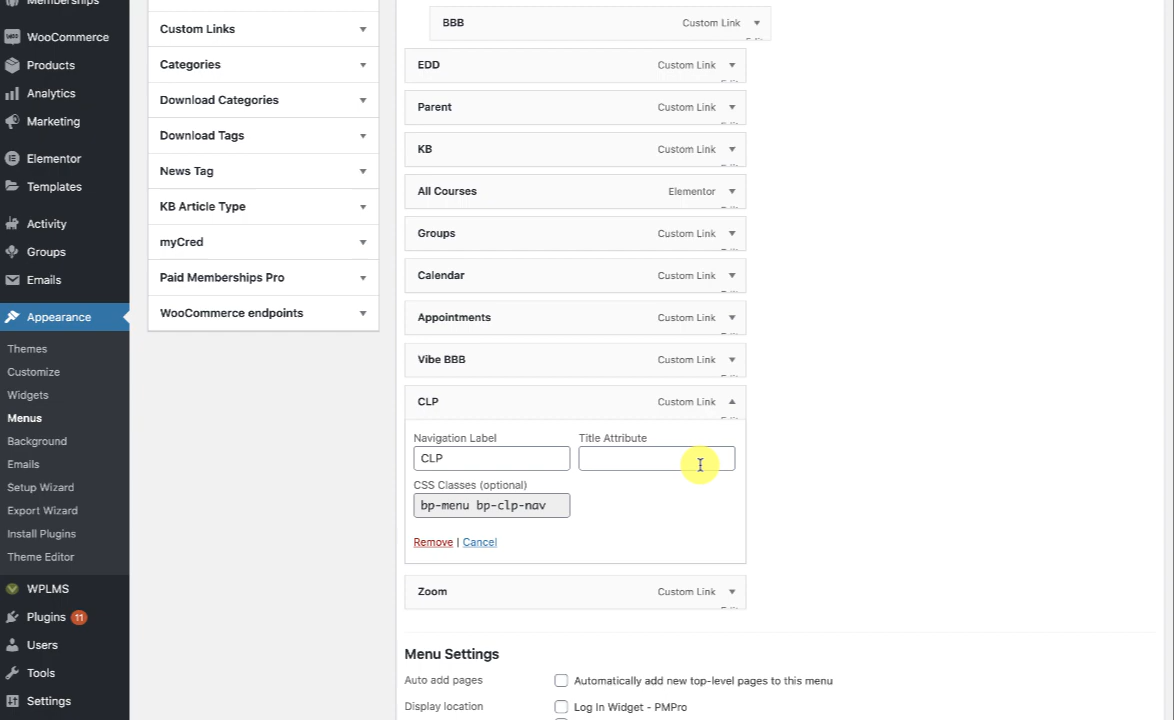 Memberships
WooCommerce
Products
Analytics
Marketing
Elementor
Templates
Activity
Groups
Emails
Appearance
Themes
Customize
Widgets
Menus
Background
Emails
Setup Wizard
Export Wizard
Install Plugins
Theme Editor
WPLMS
Plugins 11
Users
Tools
Settings
Custom Links
Categories
Download Categories
Download Tags
News Tag
KB Article Type
myCred
Paid Memberships Pro
WooCommerce endpoints
BBB Custom Link
EDD Custom Link
Parent Custom Link
KB Custom Link
All Courses Elementor
Groups Custom Link
Calendar Custom Link
Appointments Custom Link
Vibe BBB Custom Link
CLP Custom Link
Navigation Label Title Attribute
CLP
CSS Classes (optional)
bp-menu bp-clp-nav
Remove | Cancel
Zoom Custom Link
Menu Settings
Auto add pages Automatically add new top-level pages to this menu
Display location Log In Widget - PMPro